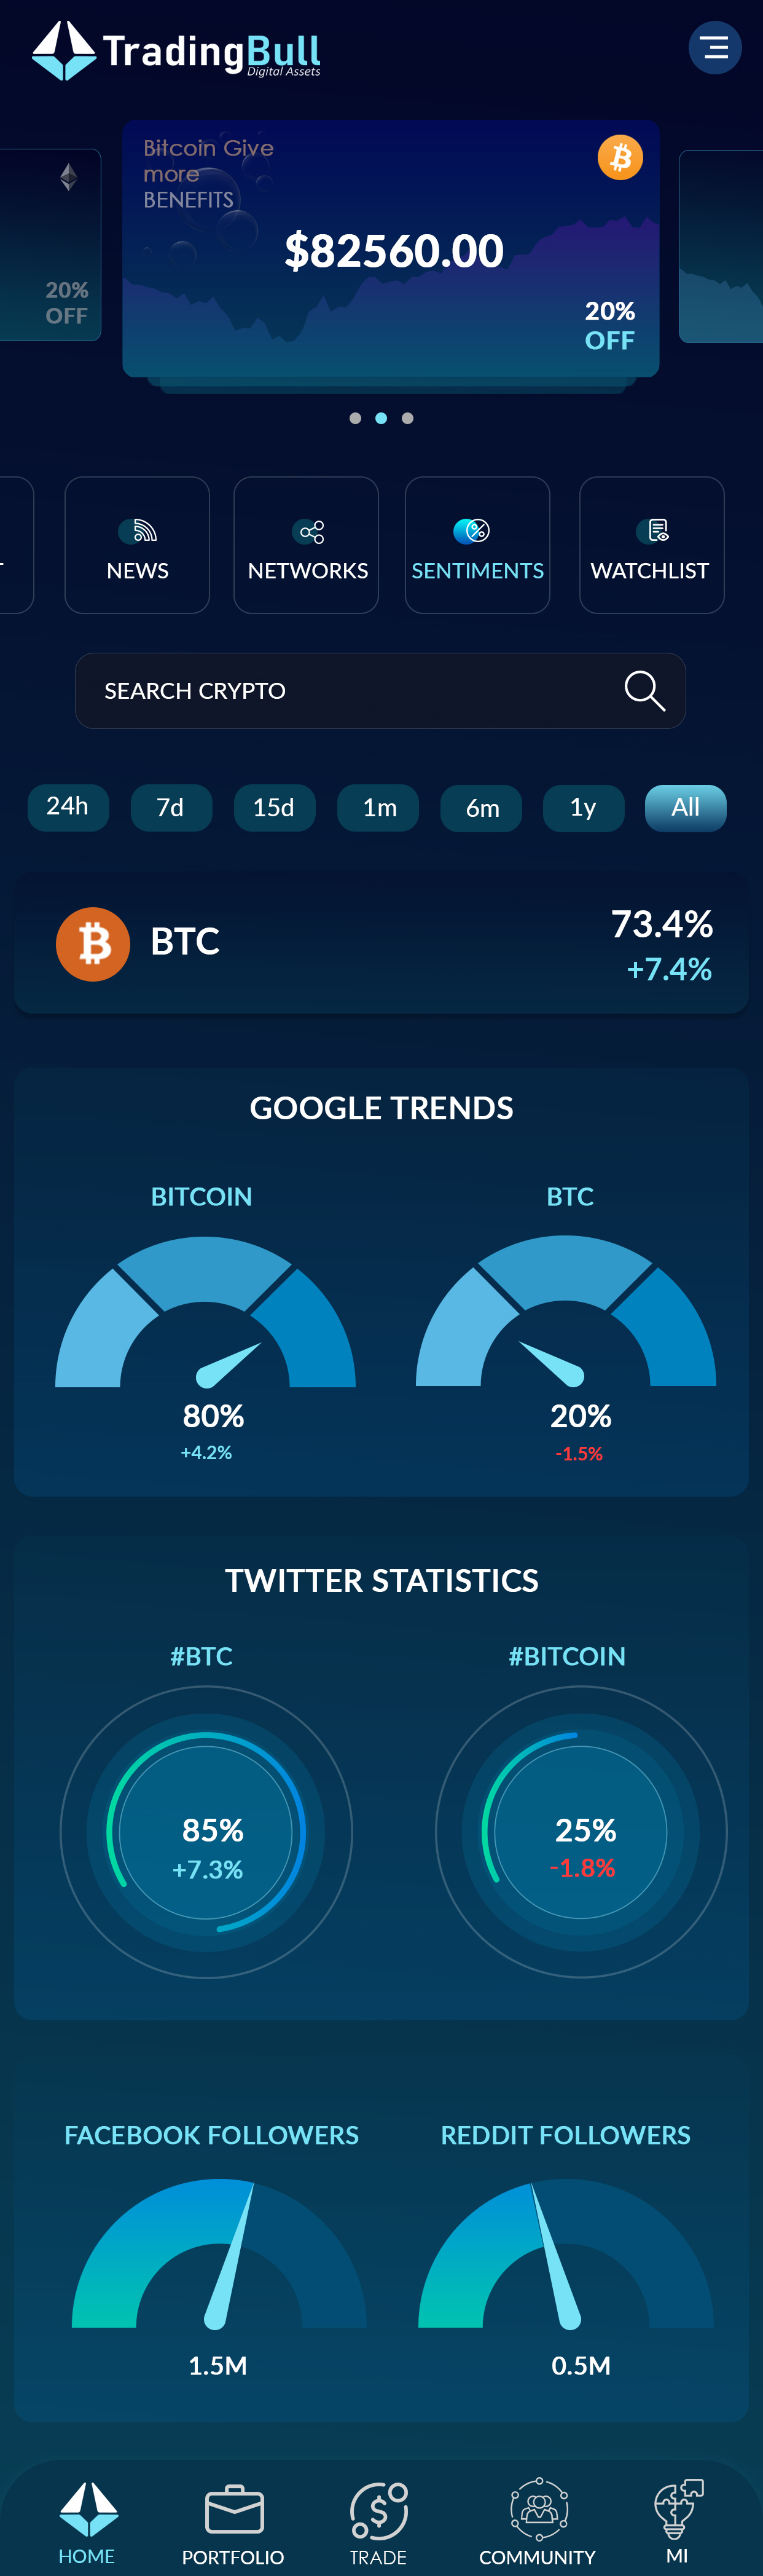 TradingBull
Digital Assets
20%
OFF
Bitcoin Give
more
BENEFITS
$82560.00
20%
OFF
T
NEWS
NETWORKS
SENTIMENTS
WATCHLIST
SEARCH CRYPTO
24h 7d 15d 1m 6m 1y All
BTC
73.4%
+7.4%
GOOGLE TRENDS
BITCOIN BTC
80% 20%
+4.2% -1.5%
TWITTER STATISTICS
#BTC #BITCOIN
85% 25%
+7.3% -1.8%
FACEBOOK FOLLOWERS REDDIT FOLLOWERS
1.5M 0.5M
HOME PORTFOLIO TRADE COMMUNITY MI